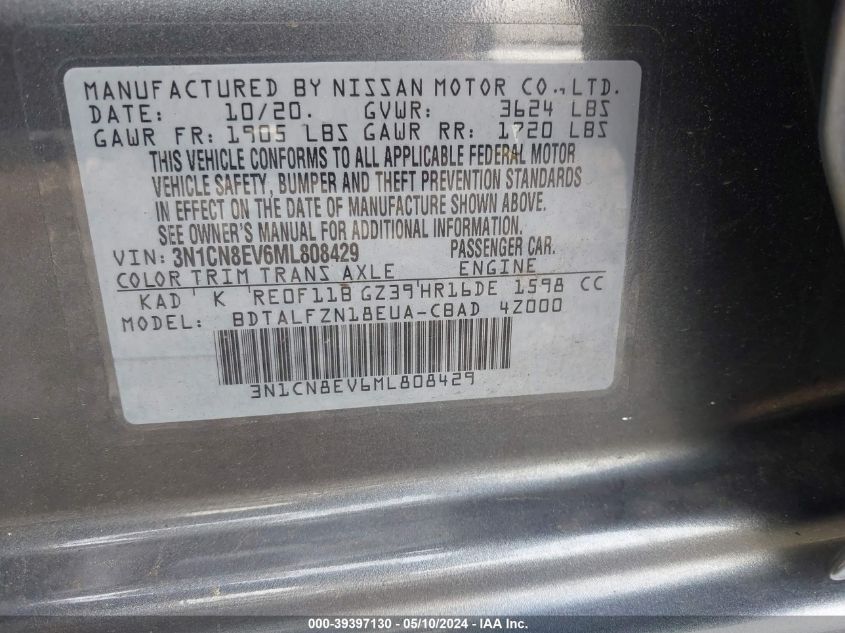 MANUFACTURED BY NISSAN MOTOR CO.,LTD.
DATE: 10/20. GVWR: 3624 LBS
GAWR FR: 1905 LBS GAWR RR: 1720 LBS
THIS VEHICLE CONFORMS TO ALL APPLICABLE FEDERAL MOTOR
VEHICLE SAFETY, BUMPER AND THEFT PREVENTION STANDARDS
IN EFFECT ON THE DATE OF MANUFACTURE SHOWN ABOVE.
SEE OWNER'S MANUAL FOR ADDITIONAL INFORMATION.
VIN: 3N1CN8EV6ML808429 PASSENGER CAR.
COLOR TRIM TRANS AXLE ENGINE
KAD K RE0F11B GZ39 HR16DE 1598 CC
MODEL: BDTALFZN18EUA-CBAD 4Z000
3N1CN8EV6ML808429
000-39397130 — 05/10/2024 — IAA Inc.